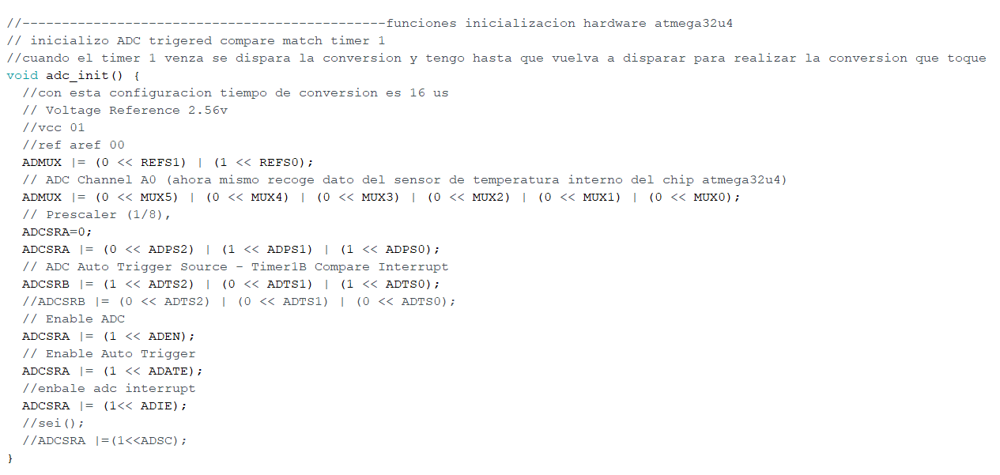 //----------------------------------------------funciones inicializacion hardware atmega32u4
// inicializo ADC trigered compare match timer 1
//cuando el timer 1 venza se dispara la conversion y tengo hasta que vuelva a disparar para realizar la conversion que toque
void adc_init() {
  //con esta configuracion tiempo de conversion es 16 us
  // Voltage Reference 2.56v
  //vcc 01
  //ref aref 00
  ADMUX |= (0 << REFS1) | (1 << REFS0);
  // ADC Channel A0 (ahora mismo recoge dato del sensor de temperatura interno del chip atmega32u4)
  ADMUX |= (0 << MUX5) | (0 << MUX4) | (0 << MUX3) | (0 << MUX2) | (0 << MUX1) | (0 << MUX0);
  // Prescaler (1/8),
  ADCSRA=0;
  ADCSRA |= (0 << ADPS2) | (1 << ADPS1) | (1 << ADPS0);
  // ADC Auto Trigger Source - Timer1B Compare Interrupt
  ADCSRB |= (1 << ADTS2) | (0 << ADTS1) | (1 << ADTS0);
  //ADCSRB |= (0 << ADTS2) | (0 << ADTS1) | (0 << ADTS0);
  // Enable ADC
  ADCSRA |= (1 << ADEN);
  // Enable Auto Trigger
  ADCSRA |= (1 << ADATE);
  //enbale adc interrupt
  ADCSRA |= (1<< ADIE);
  //sei();
  //ADCSRA |=(1<<ADSC);
}